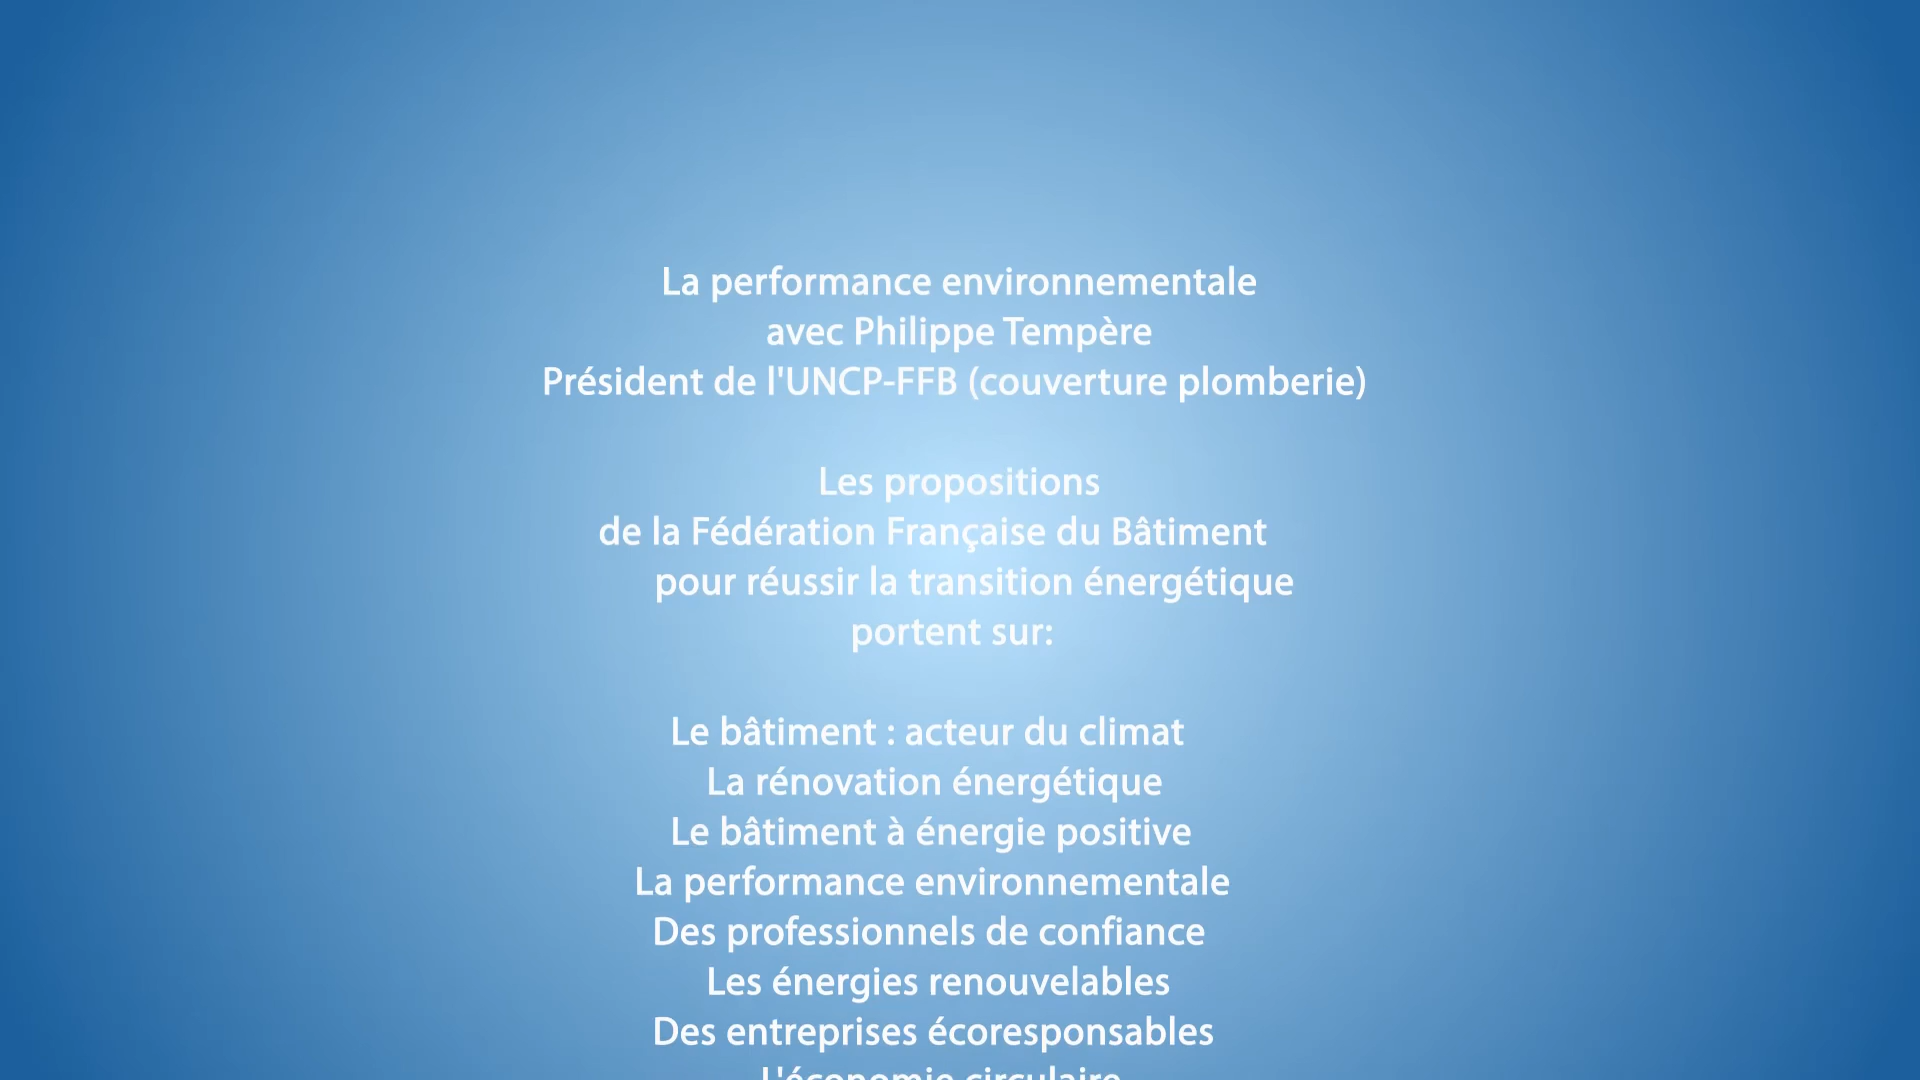 La performance environnementale
avec Philippe Tempère
Président de l'UNCP-FFB (couverture plomberie)
Les propositions
de la Fédération Française du Bâtiment
pour réussir la transition énergétique
portent sur:
Le bâtiment : acteur du climat
La rénovation énergétique
Le bâtiment à énergie positive
La performance environnementale
Des professionnels de confiance
Les énergies renouvelables
Des entreprises écoresponsables
L'économie circulaire